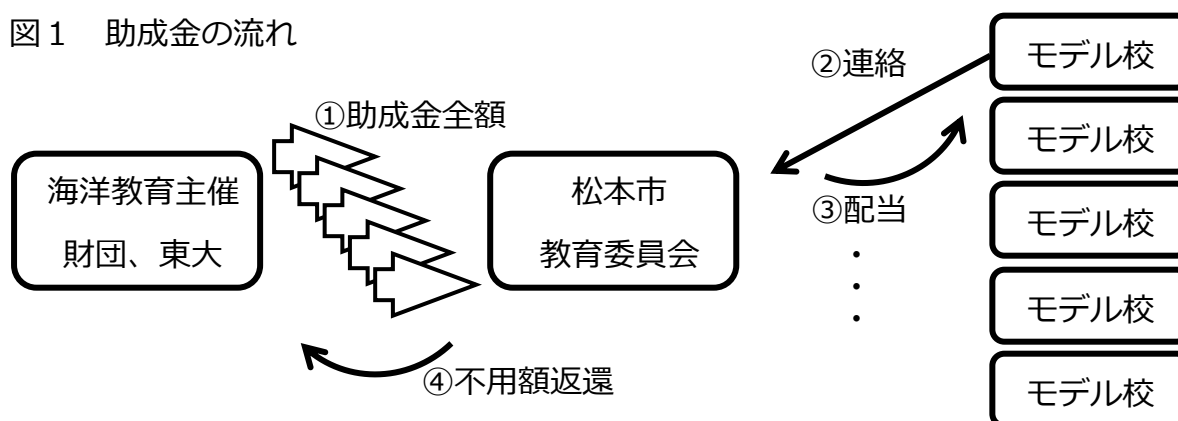 図１　助成金の流れ
①助成金全額
海洋教育主催
財団、東大
松本市
教育委員会
②連絡
③配当
・
・
・
④不用額返還
モデル校
モデル校
モデル校
モデル校
モデル校